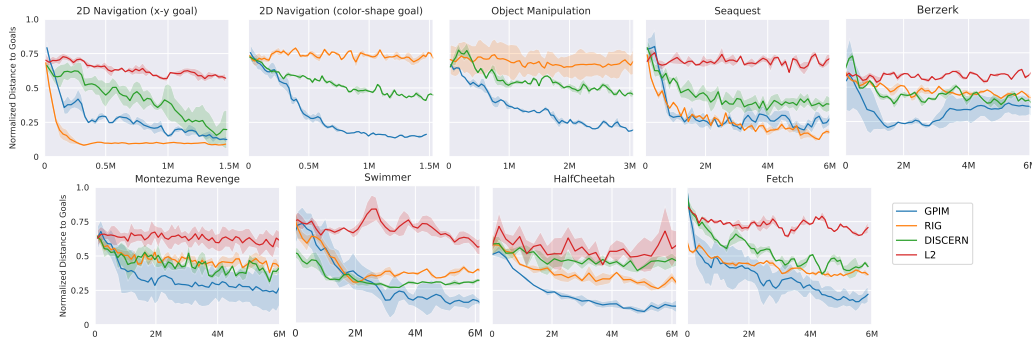 2D Navigation (x-y goal)
2D Navigation (color-shape goal)
Object Manipulation
Seaquest
Berzerk
Normalized Distance to Goals
1.0
0.75
0.50
0.25
0
0 0.5M 1M 1.5M
0 0.5M 1M 1.5M
0 1M 2M 3M
0 2M 4M 6M
0 2M 4M 6M
Montezuma Revenge
Swimmer
HalfCheetah
Fetch
Normalized Distance to Goals
1.0
0.75
0.5
0.25
0
0 2M 4M 6M
0 2M 4M 6M
0 2M 4M 6M
0 2M 4M 6M
GPIM
RIG
DISCERN
L2